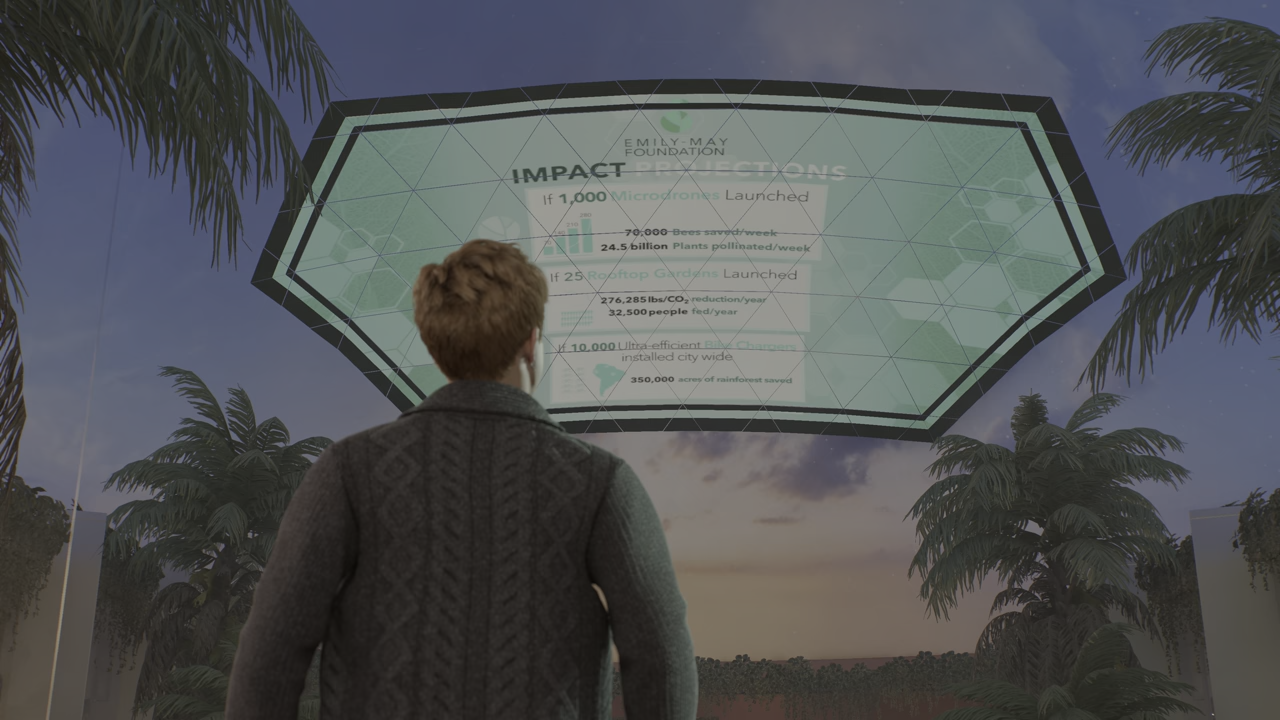 EMILY-MAY
FOUNDATION
IMPACT PROJECTIONS
If 1,000 Microdrones Launched
70,000 Bees saved/week
24.5 billion Plants pollinated/week
If 25 Rooftop Gardens Launched
276,285 lbs/CO₂ reduction/year
32,500 people fed/year
If 10,000 Ultra-efficient Bike Chargers
installed city wide
350,000 acres of rainforest saved